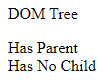 DOM Tree
Has Parent
Has No Child